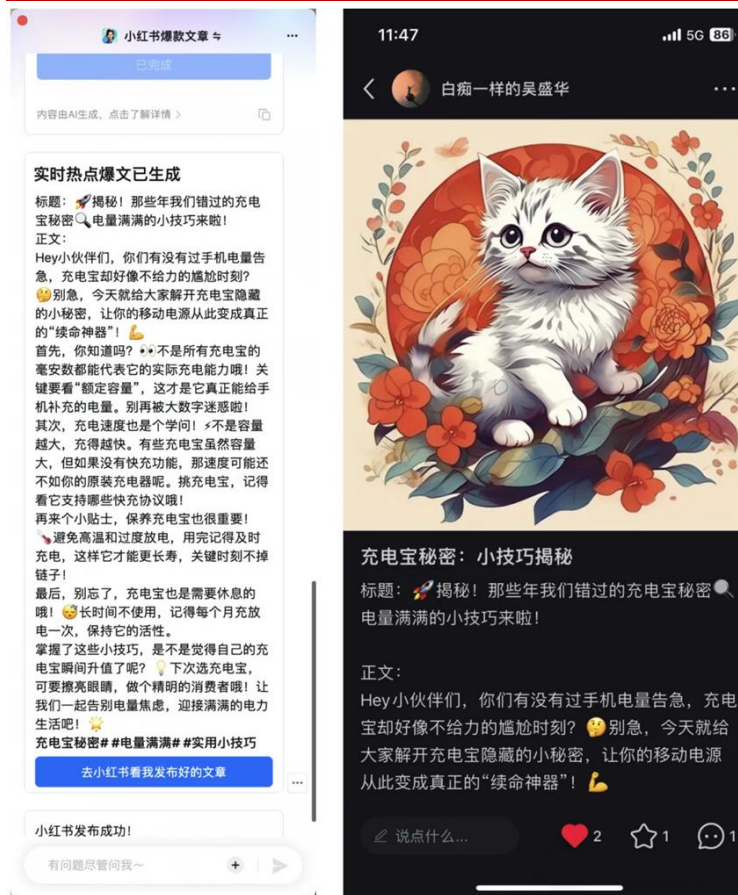 小红书爆款文章
已完成
内容由AI生成，点击了解详情 >
实时热点爆文已生成
标题：🚀揭秘！那些年我们错过的充电
宝秘密🔍电量满满的小技巧来啦！
正文：
Hey小伙伴们，你们有没有过手机电量告
急，充电宝却好像不给力的尴尬时刻？
🤔别急，今天就给大家解开充电宝隐藏
的小秘密，让你的移动电源从此变成真正
的“续命神器”！💪
首先，你知道吗？👀不是所有充电宝的
毫安数都能代表它的实际充电能力哦！关
键要看“额定容量”，这才是它真正能给手
机补充的电量。别再被大数字迷惑啦！
其次，充电速度也是个学问！⚡不是容量
越大，充得越快。有些充电宝虽然容量
大，但如果没有快充功能，那速度可能还
不如你的原装充电器呢。挑充电宝，记得
看它支持哪些快充协议哦！
再来个小贴士，保养充电宝也很重要！
🌡️避免高温和过度放电，用完记得及时
充电，这样它才能更长寿，关键时刻不掉
链子！
最后，别忘了，充电宝也是需要休息的
哦！😴长时间不使用，记得每个月充放
电一次，保持它的活性。
掌握了这些小技巧，是不是觉得自己的充
电宝瞬间升值了呢？💡下次选充电宝，
可要擦亮眼睛，做个精明的消费者哦！让
我们一起告别电量焦虑，迎接满满的电力
生活吧！🌟
充电宝秘密# #电量满满# #实用小技巧
去小红书看我发布好的文章
小红书发布成功！
有问题尽管问我～
11:47
5G 86
白痴一样的吴盛华
充电宝秘密：小技巧揭秘
标题：🚀揭秘！那些年我们错过的充电宝秘密🔍
电量满满的小技巧来啦！
正文：
Hey小伙伴们，你们有没有过手机电量告急，充电
宝却好像不给力的尴尬时刻？🤔别急，今天就给
大家解开充电宝隐藏的小秘密，让你的移动电源
从此变成真正的“续命神器”！💪
说点什么...
2
1
1